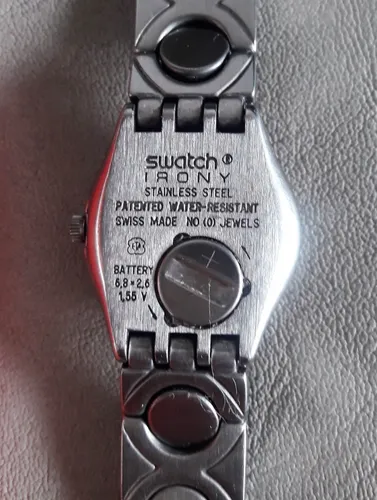 swatch
IRONY
STAINLESS STEEL
PATENTED WATER-RESISTANT
SWISS MADE NO (0) JEWELS
BATTERY
6,8 × 2,6
1,55 V
+